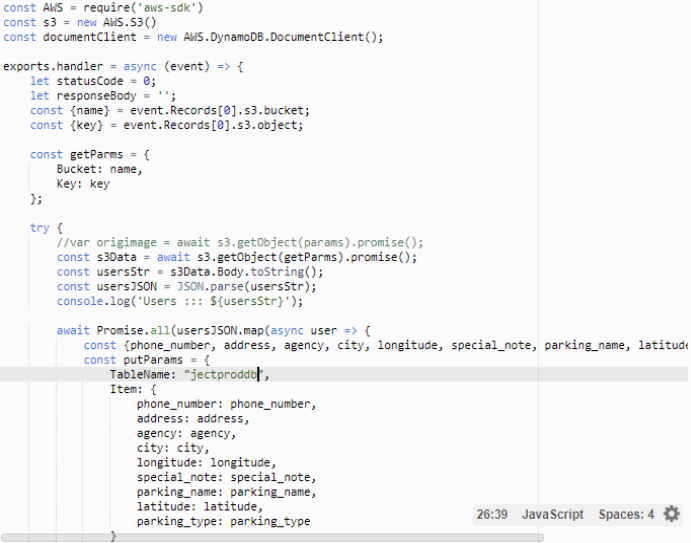 const AWS = require('aws-sdk')
const s3 = new AWS.S3()
const documentClient = new AWS.DynamoDB.DocumentClient();

exports.handler = async (event) => {
    let statusCode = 0;
    let responseBody = '';
    const {name} = event.Records[0].s3.bucket;
    const {key} = event.Records[0].s3.object;

    const getParms = {
        Bucket: name,
        Key: key
    };

    try {
        //var origimage = await s3.getObject(params).promise();
        const s3Data = await s3.getObject(getParms).promise();
        const usersStr = s3Data.Body.toString();
        const usersJSON = JSON.parse(usersStr);
        console.log('Users ::: ${usersStr}');

        await Promise.all(usersJSON.map(async user => {
            const {phone_number, address, agency, city, longitude, special_note, parking_name, latitude
            const putParams = {
                TableName: "jectproddb",
                Item: {
                    phone_number: phone_number,
                    address: address,
                    agency: agency,
                    city: city,
                    longitude: longitude,
                    special_note: special_note,
                    parking_name: parking_name,
                    latitude: latitude,
                    parking_type: parking_type
                }
26:39 JavaScript Spaces: 4